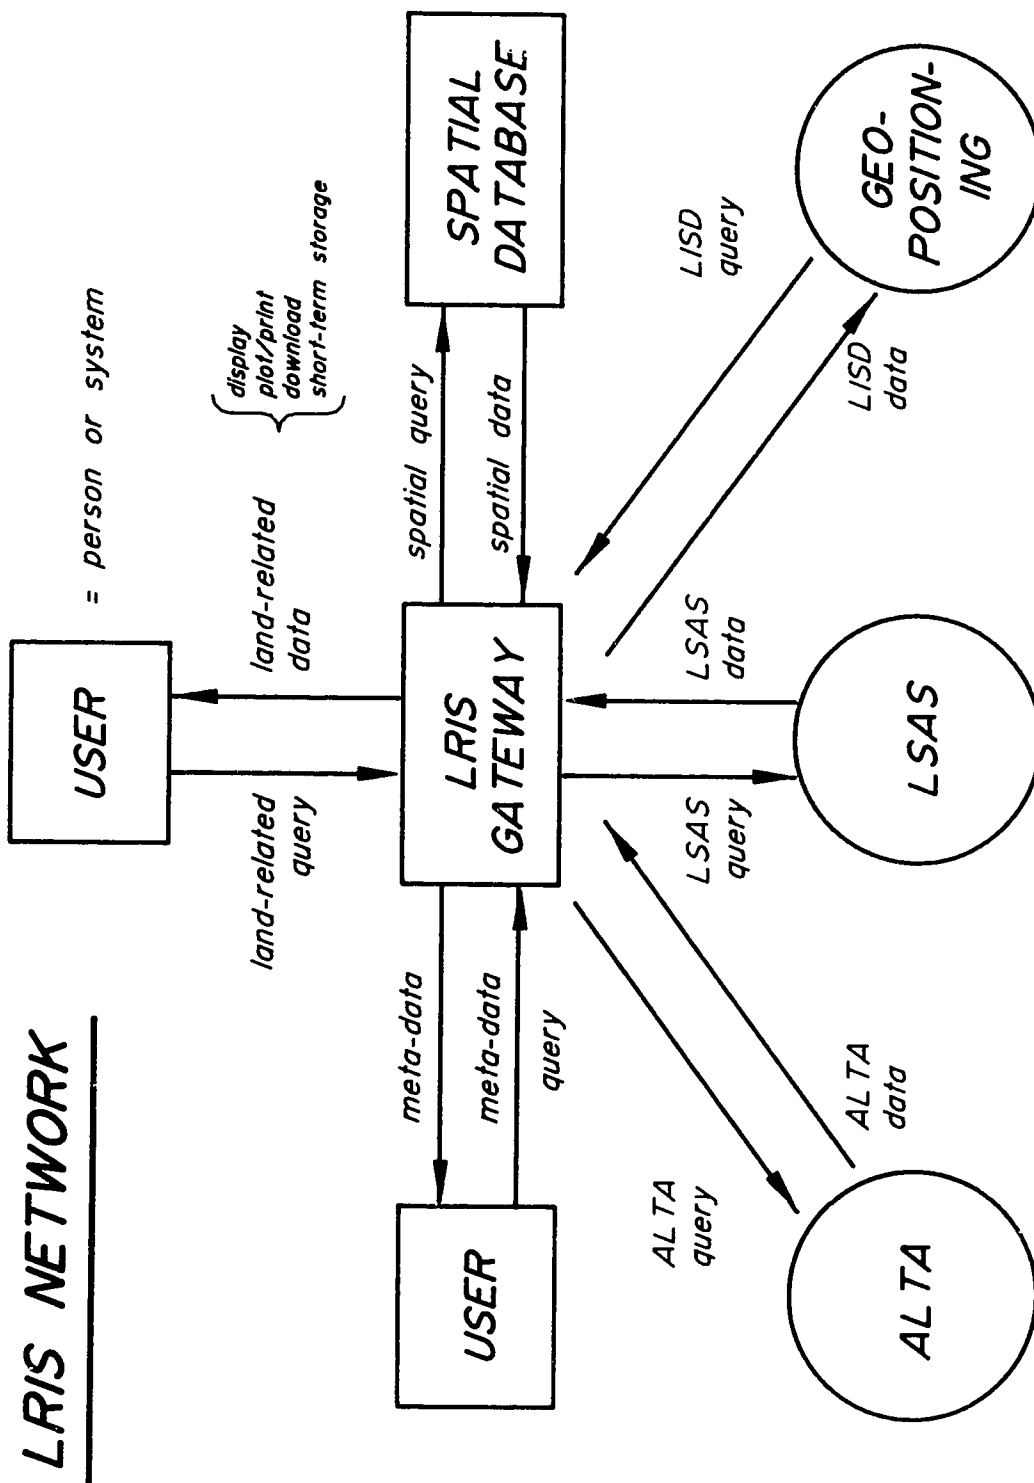 LRIS NETWORK
USER
= person or system
land-related
query
land-related
data
display
plot/print
download
short-term storage
USER
meta-data
meta-data
query
LRIS
GATEWAY
spatial query
spatial data
SPATIAL
DATABASE
ALTA
query
ALTA
data
LSAS
query
LSAS
data
LISD
query
LISD
data
ALTA
LSAS
GEO-
POSITION-
ING